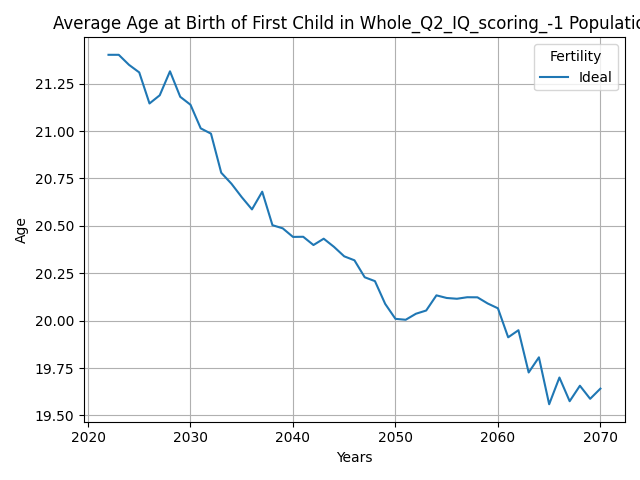 Average Age at Birth of First Child in Whole_Q2_IQ_scoring_-1 Populatio
Fertility
Ideal
Age
21.25
21.00
20.75
20.50
20.25
20.00
19.75
19.50
2020 2030 2040 2050 2060 2070
Years